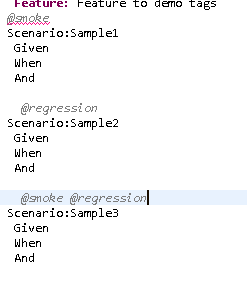 Feature: Feature to demo tags
@smoke
Scenario:Sample1
Given
When
And
@regression
Scenario:Sample2
Given
When
And
@smoke @regression
Scenario:Sample3
Given
When
And